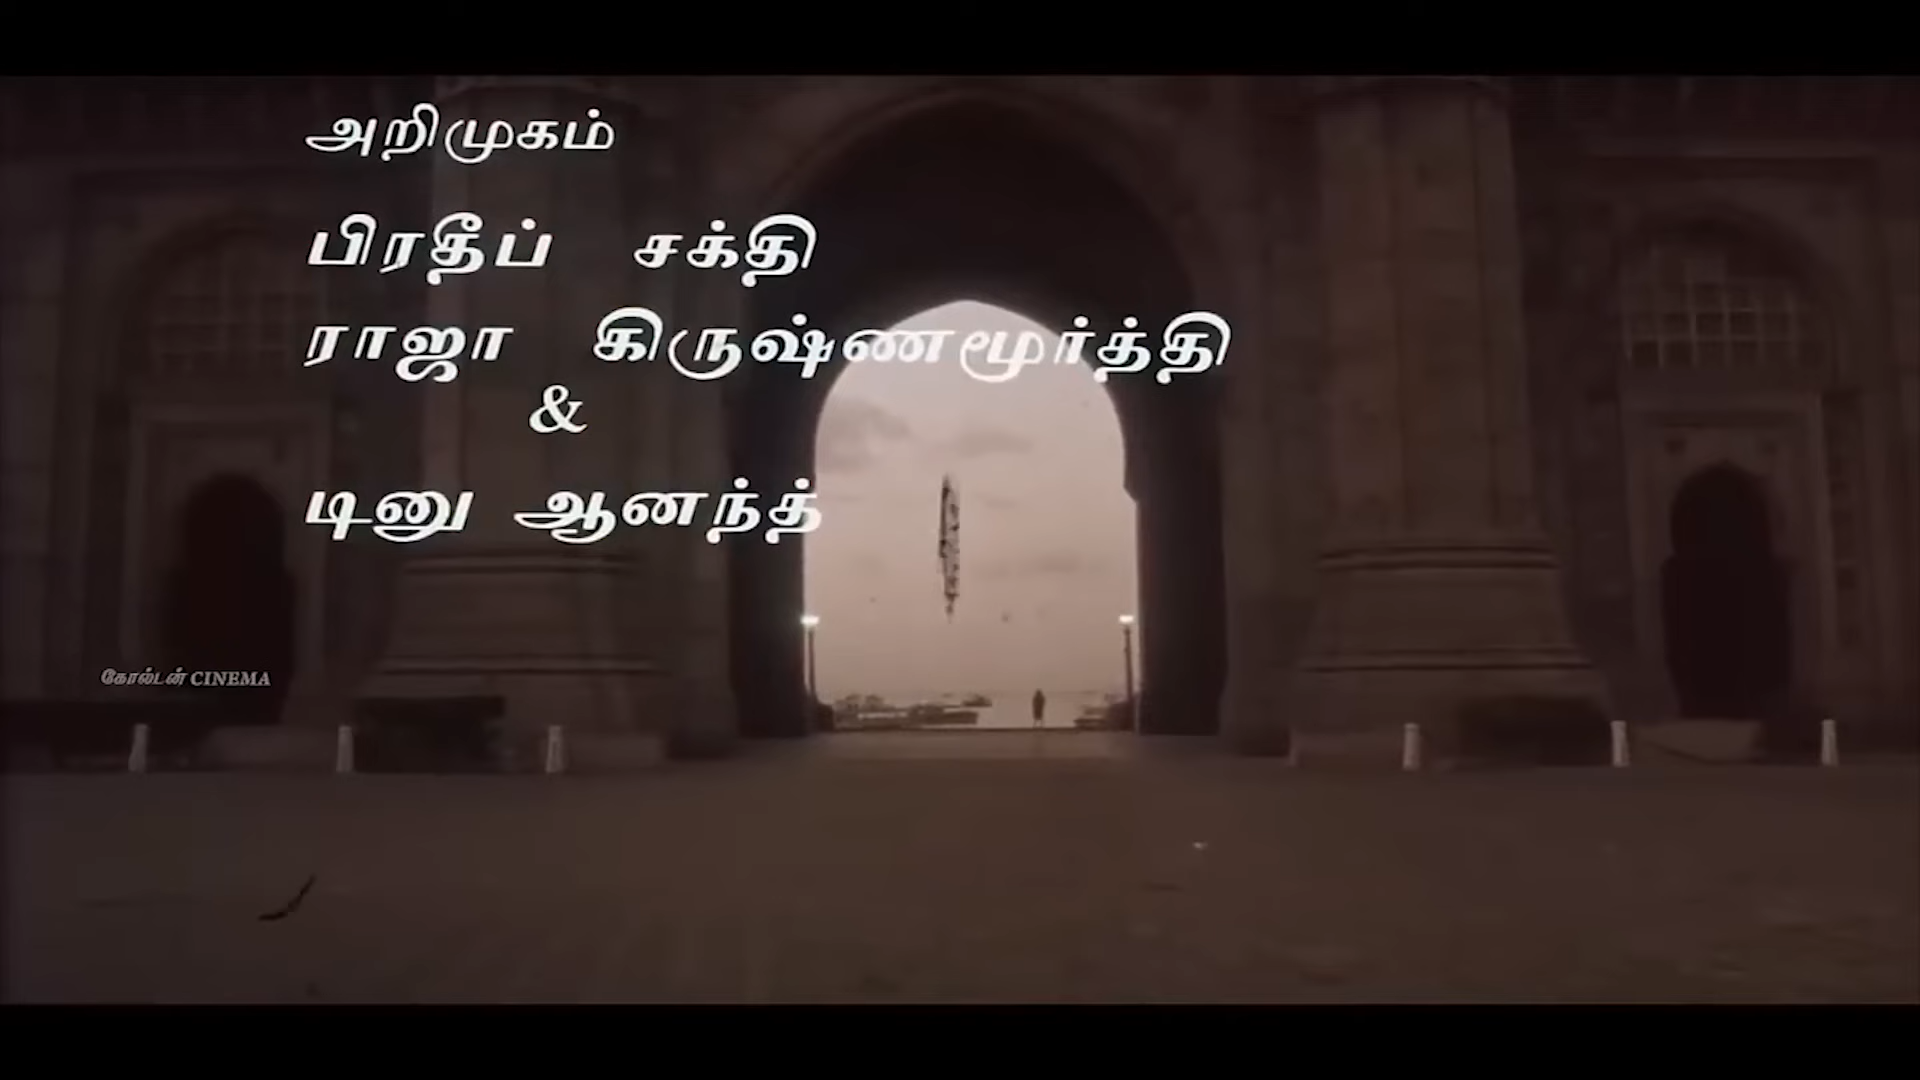 அறிமுகம்
பிரதீப் சக்தி
ராஜா கிருஷ்ணமூர்த்தி
&
டினு ஆனந்த்
கோல்டன் CINEMA